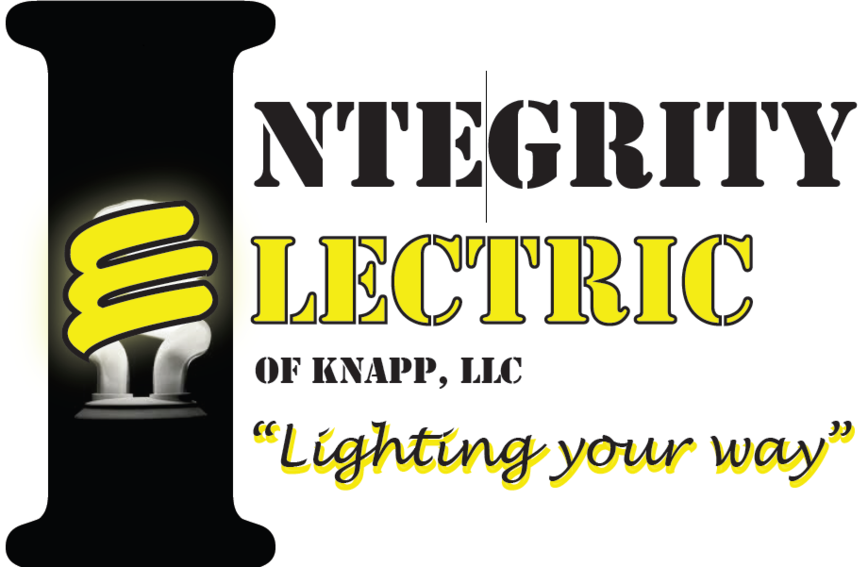 INTEGRITY
ELECTRIC
OF KNAPP, LLC
“Lighting your way”